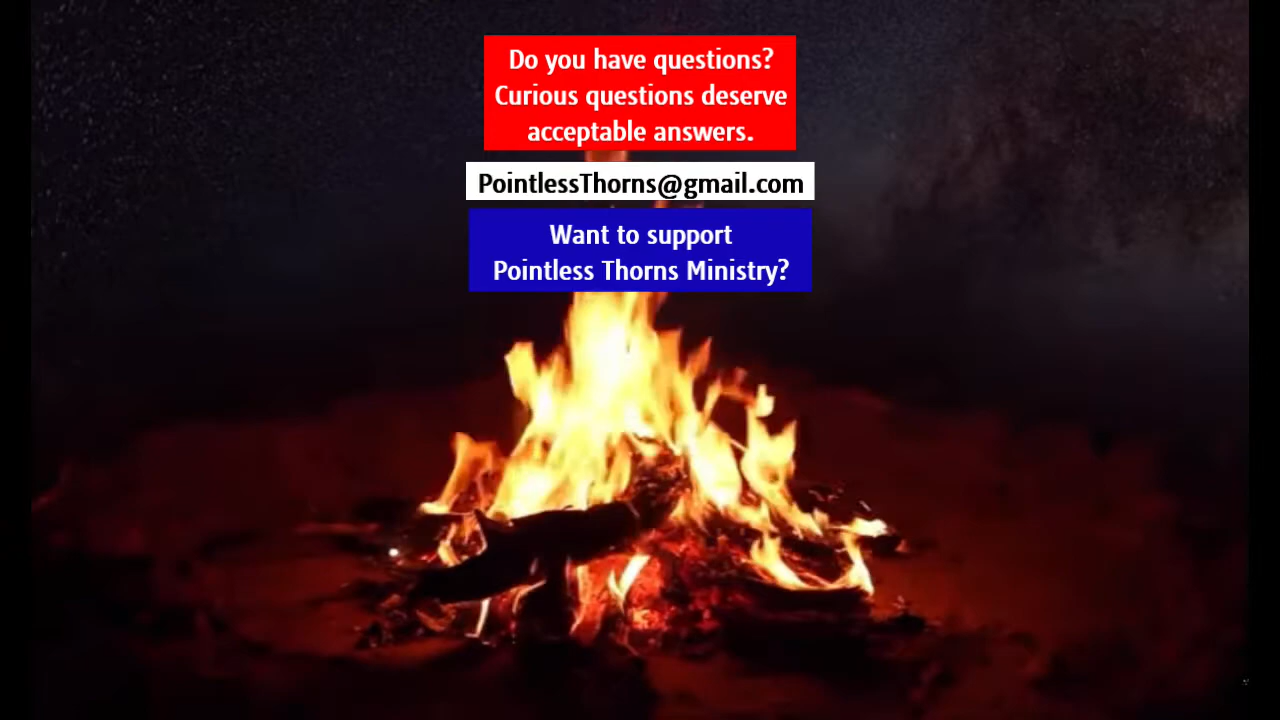 Do you have questions?
Curious questions deserve
acceptable answers.
PointlessThorns@gmail.com
Want to support
Pointless Thorns Ministry?